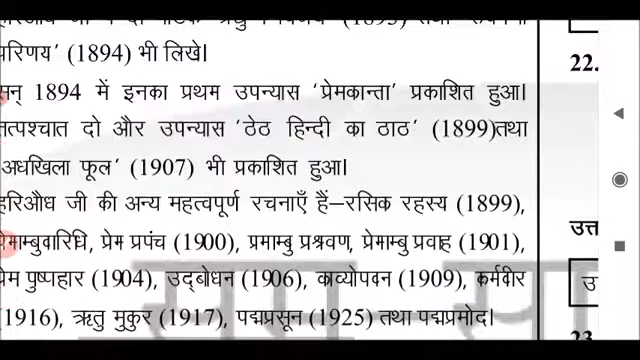 परिणय' (1894) भी लिखे।
सन् 1894 में इनका प्रथम उपन्यास 'प्रेमकान्ता' प्रकाशित हुआ।
तत्पश्चात दो और उपन्यास 'ठेठ हिन्दी का ठाठ' (1899)तथा
'अधखिला फूल' (1907) भी प्रकाशित हुआ।
हरिऔध जी की अन्य महत्वपूर्ण रचनाएँ हैं–रसिक रहस्य (1899),
प्रेमाम्बुवारिधि, प्रेम प्रपंच (1900), प्रमाम्बु प्रश्रवण, प्रेमाम्बु प्रवाह (1901),
प्रेम पुष्पहार (1904), उद्बोधन (1906), काव्योपवन (1909), कर्मवीर
(1916), ऋतु मुकुर (1917), पद्मप्रसून (1925) तथा पद्मप्रमोद।
22.
उत्त
उ
23